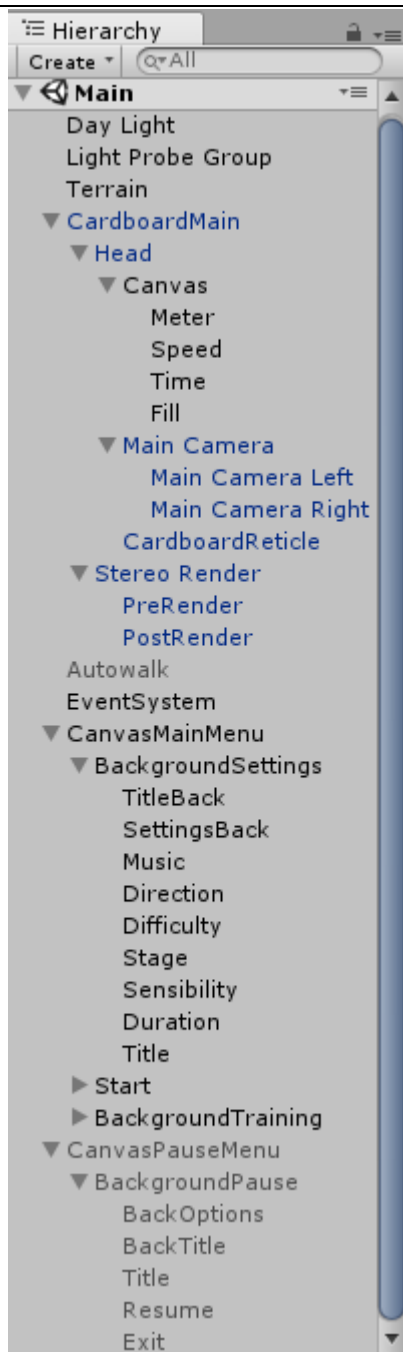 Hierarchy
Create All
Main
Day Light
Light Probe Group
Terrain
CardboardMain
Head
Canvas
Meter
Speed
Time
Fill
Main Camera
Main Camera Left
Main Camera Right
CardboardReticle
Stereo Render
PreRender
PostRender
Autowalk
EventSystem
CanvasMainMenu
BackgroundSettings
TitleBack
SettingsBack
Music
Direction
Difficulty
Stage
Sensibility
Duration
Title
Start
BackgroundTraining
CanvasPauseMenu
BackgroundPause
BackOptions
BackTitle
Title
Resume
Exit